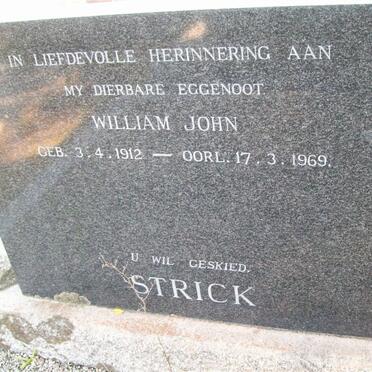 IN LIEFDEVOLLE HERINNERING AAN
MY DIERBARE EGGENOOT
WILLIAM JOHN
GEB. 3.4.1912 — OORL. 17.3.1969.
U WIL GESKIED.
STRICK